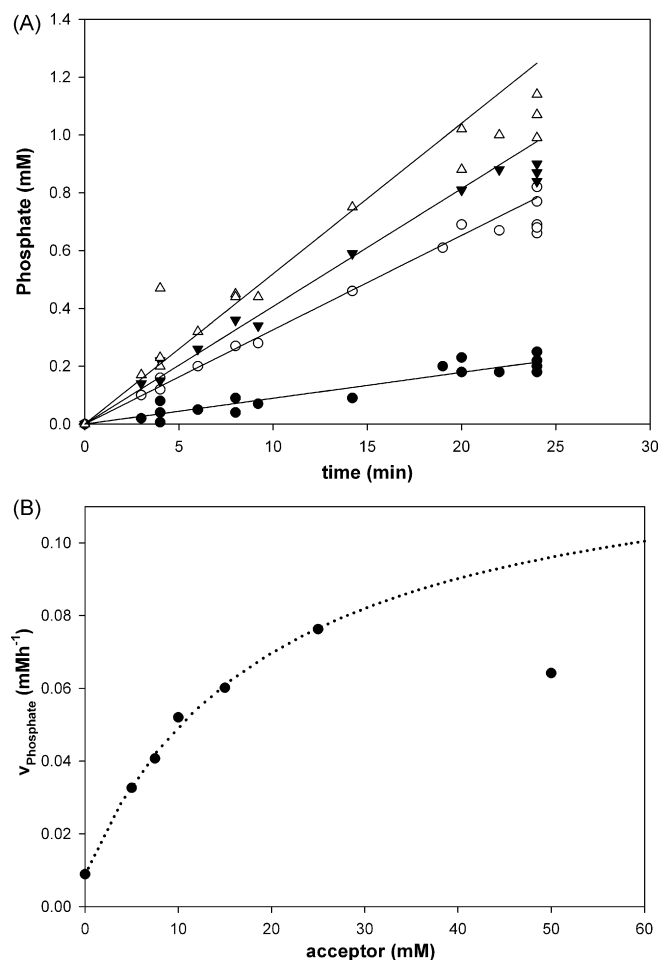 (A)
1.4
1.2
1.0
0.8
0.6
0.4
0.2
0.0
Phosphate (mM)
0 5 10 15 20 25 30
time (min)
(B)
0.10
0.08
0.06
0.04
0.02
0.00
vPhosphate (mMh-1)
0 10 20 30 40 50 60
acceptor (mM)